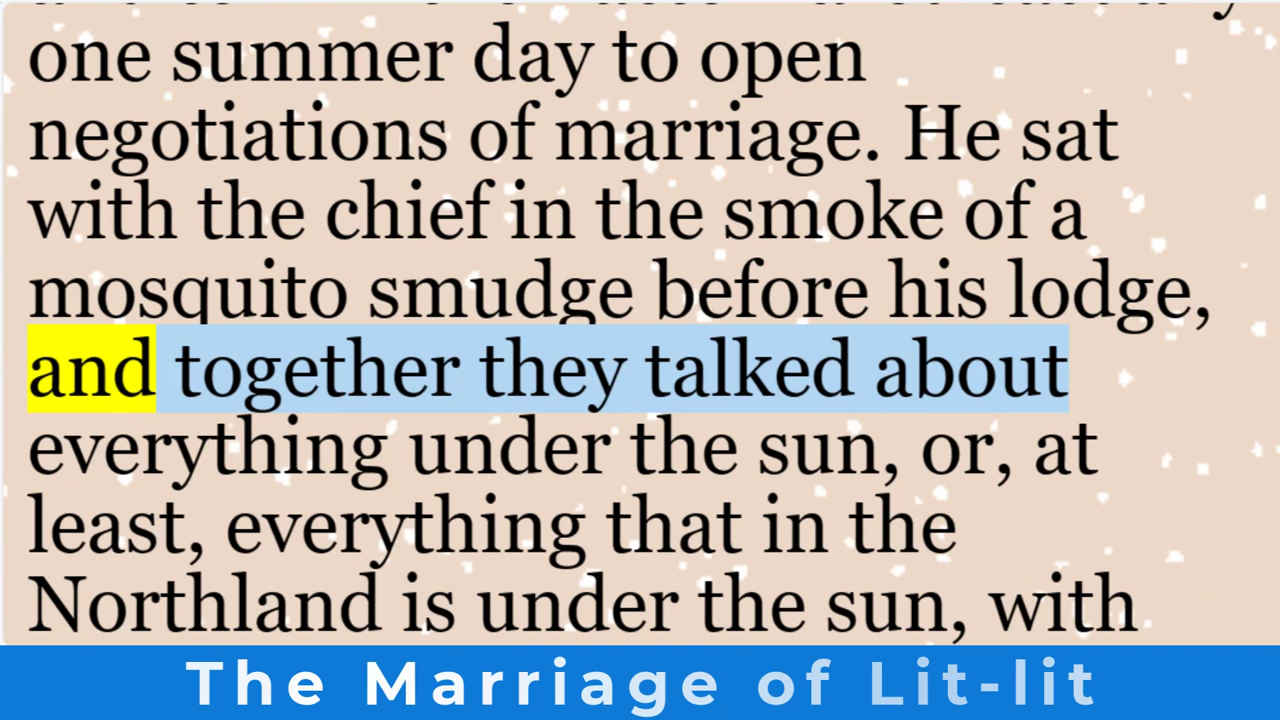 one summer day to open
negotiations of marriage. He sat
with the chief in the smoke of a
mosquito smudge before his lodge,
and together they talked about
everything under the sun, or, at
least, everything that in the
Northland is under the sun, with
The Marriage of Lit-lit